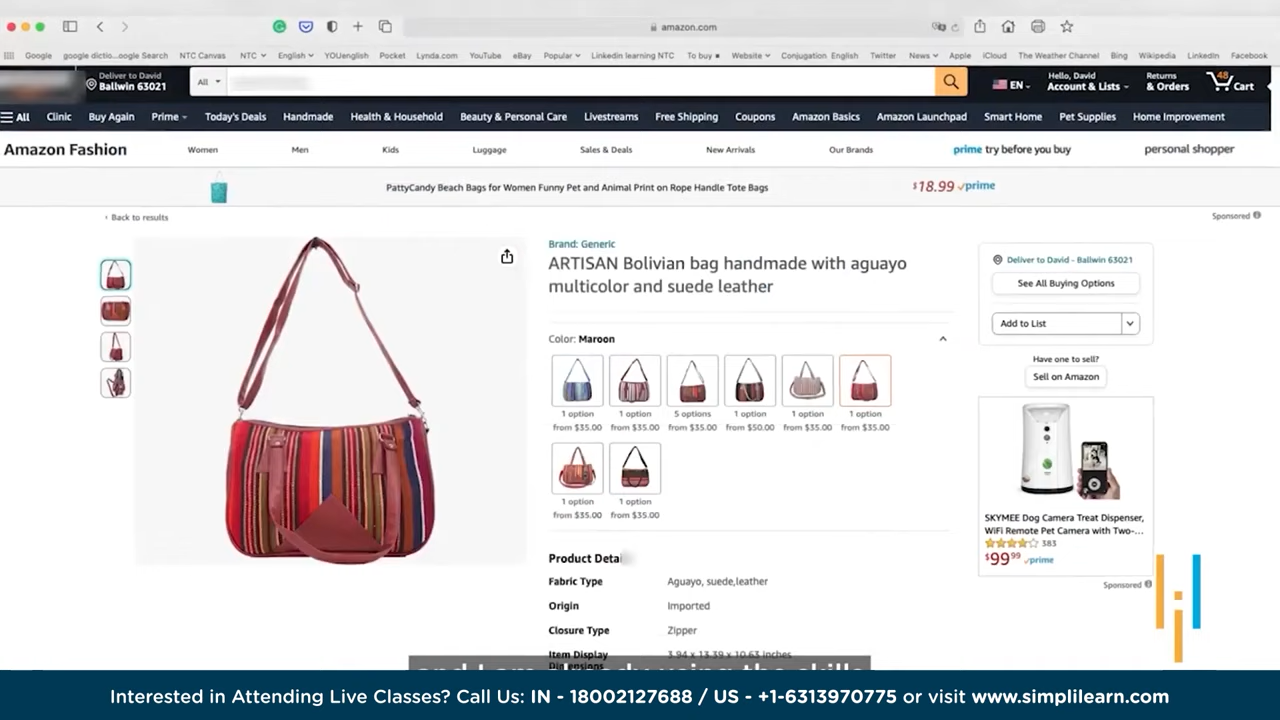 amazon.com
Google google dictio...oogle Search NTC Canvas NTC English YOUenglish Pocket Lynda.com YouTube eBay Popular Linkedin learning NTC To buy Website Conjugation English Twitter News Apple iCloud The Weather Channel Bing Wikipedia LinkedIn Facebook
Deliver to David
Ballwin 63021
All
EN
Hello, David
Account & Lists
Returns
& Orders
48
Cart
All Clinic Buy Again Prime Today's Deals Handmade Health & Household Beauty & Personal Care Livestreams Free Shipping Coupons Amazon Basics Amazon Launchpad Smart Home Pet Supplies Home Improvement
Amazon Fashion Women Men Kids Luggage Sales & Deals New Arrivals Our Brands prime try before you buy personal shopper
PattyCandy Beach Bags for Women Funny Pet and Animal Print on Rope Handle Tote Bags $18.99 prime
‹ Back to results
Sponsored
Brand: Generic
ARTISAN Bolivian bag handmade with aguayo
multicolor and suede leather
Color: Maroon
1 option 1 option 5 options 1 option 1 option 1 option
from $35.00 from $35.00 from $35.00 from $50.00 from $35.00 from $35.00
1 option 1 option
from $35.00 from $35.00
Product Detai
Fabric Type Aguayo, suede,leather
Origin Imported
Closure Type Zipper
Item Display 3.94 x 13.39 x 10.63 inches
Dimensions
Deliver to David - Ballwin 63021
See All Buying Options
Add to List
Have one to sell?
Sell on Amazon
SKYMEE Dog Camera Treat Dispenser,
WiFi Remote Pet Camera with Two-...
383
$99.99 prime
Sponsored
Interested in Attending Live Classes? Call Us: IN - 18002127688 / US - +1-6313970775 or visit www.simplilearn.com